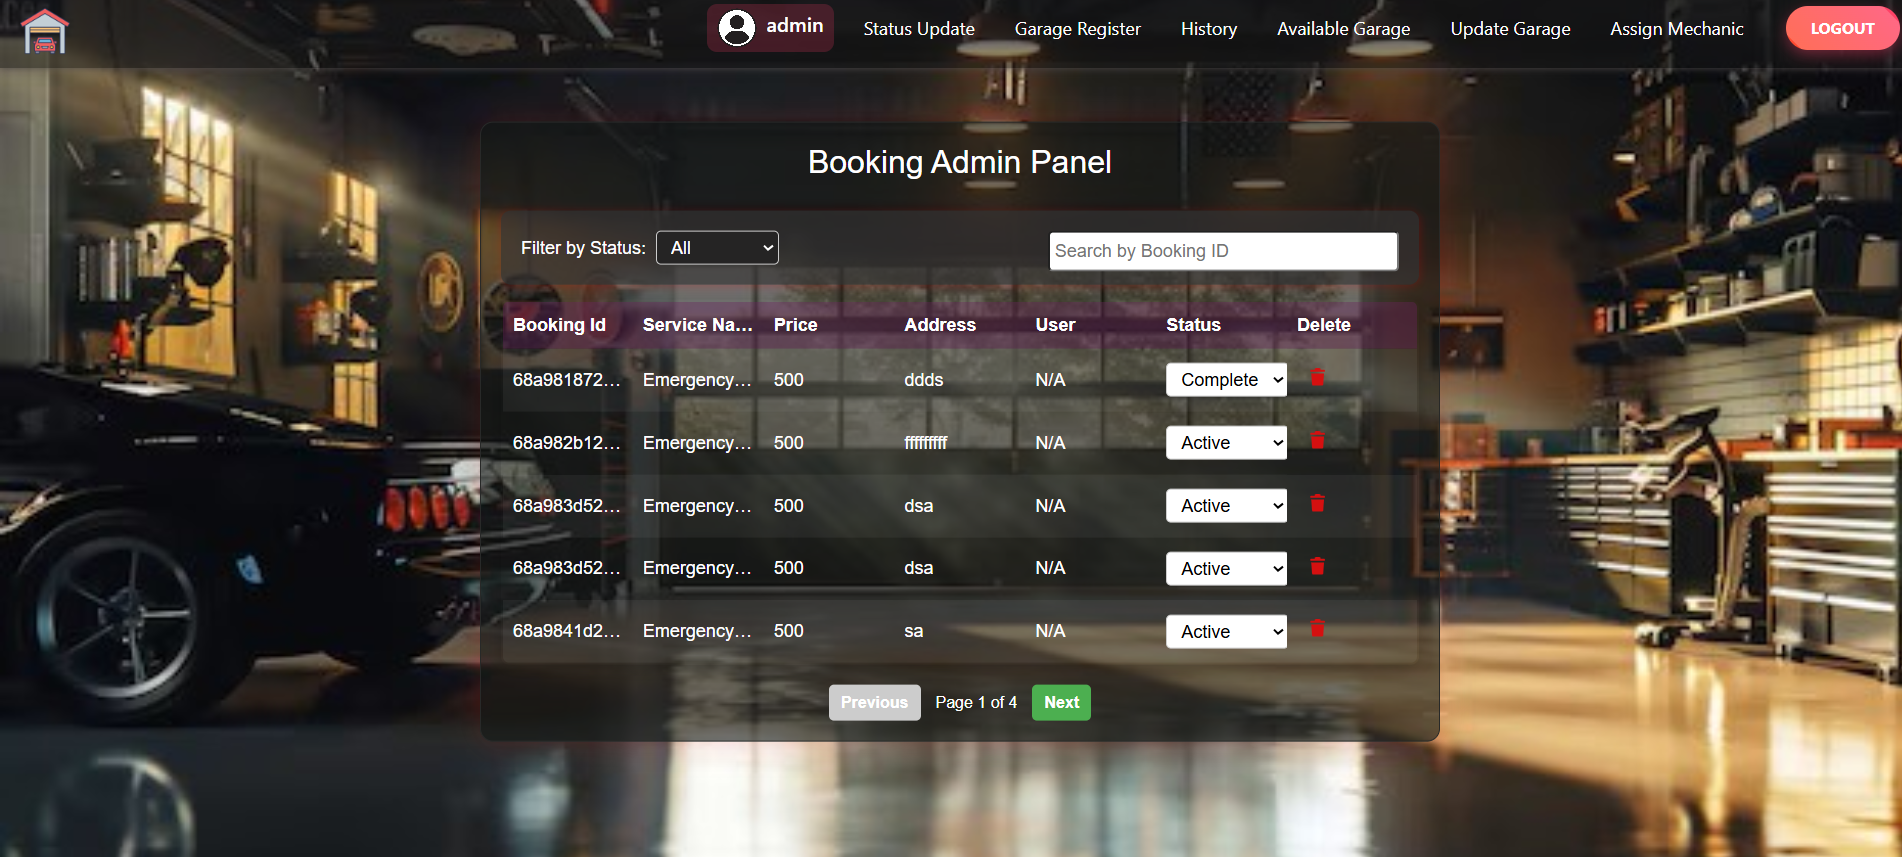 admin Status Update Garage Register History Available Garage Update Garage Assign Mechanic LOGOUT
Booking Admin Panel
Filter by Status: All Search by Booking ID
Booking Id Service Na... Price Address User Status Delete
68a981872... Emergency... 500 ddds N/A Complete
68a982b12... Emergency... 500 fffffffff N/A Active
68a983d52... Emergency... 500 dsa N/A Active
68a983d52... Emergency... 500 dsa N/A Active
68a9841d2... Emergency... 500 sa N/A Active
Previous Page 1 of 4 Next